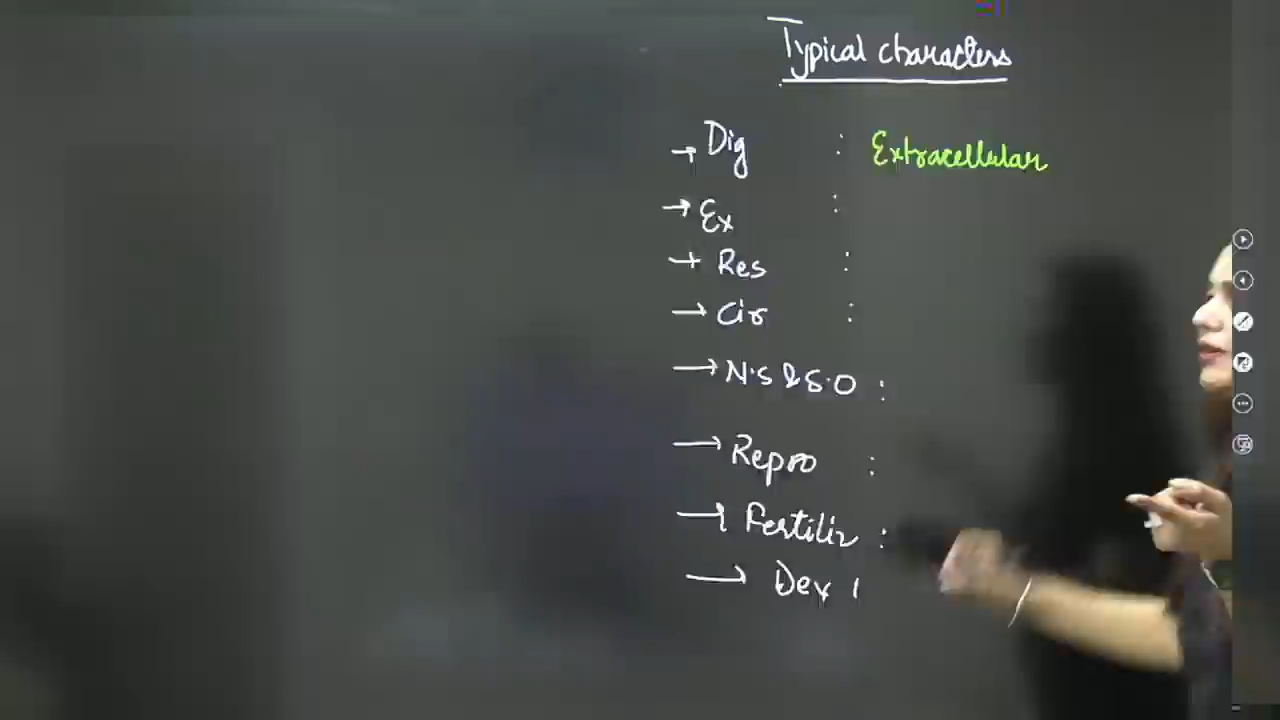 Typical characters
→ Dig : Extracellular
→ Ex :
→ Res :
→ Cir :
→ N.S & S.O :
→ Repro :
→ Fertiliz :
→ Dev :